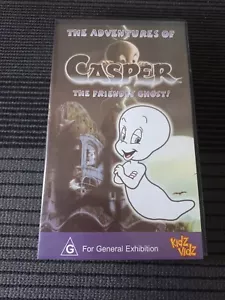 THE ADVENTURES OF
CASPER
THE FRIENDLY GHOST!
G
For General Exhibition
KidZ
VidZ